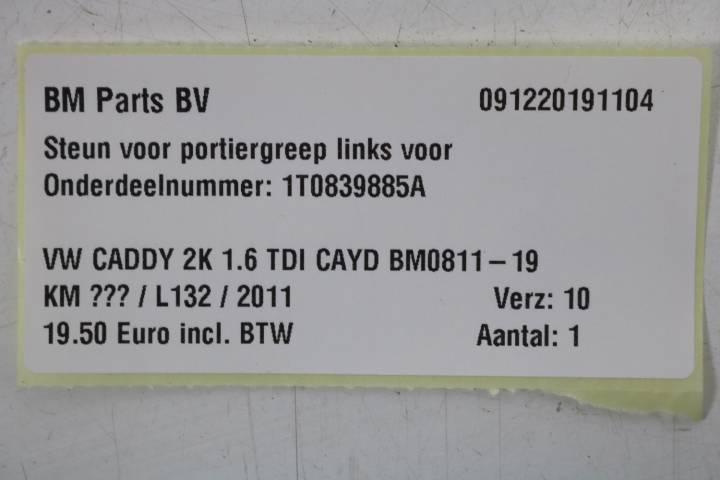 BM Parts BV 091220191104
Steun voor portiergreep links voor
Onderdeelnummer: 1T0839885A
VW CADDY 2K 1.6 TDI CAYD BM0811-19
KM ??? / L132 / 2011 Verz: 10
19.50 Euro incl. BTW Aantal: 1